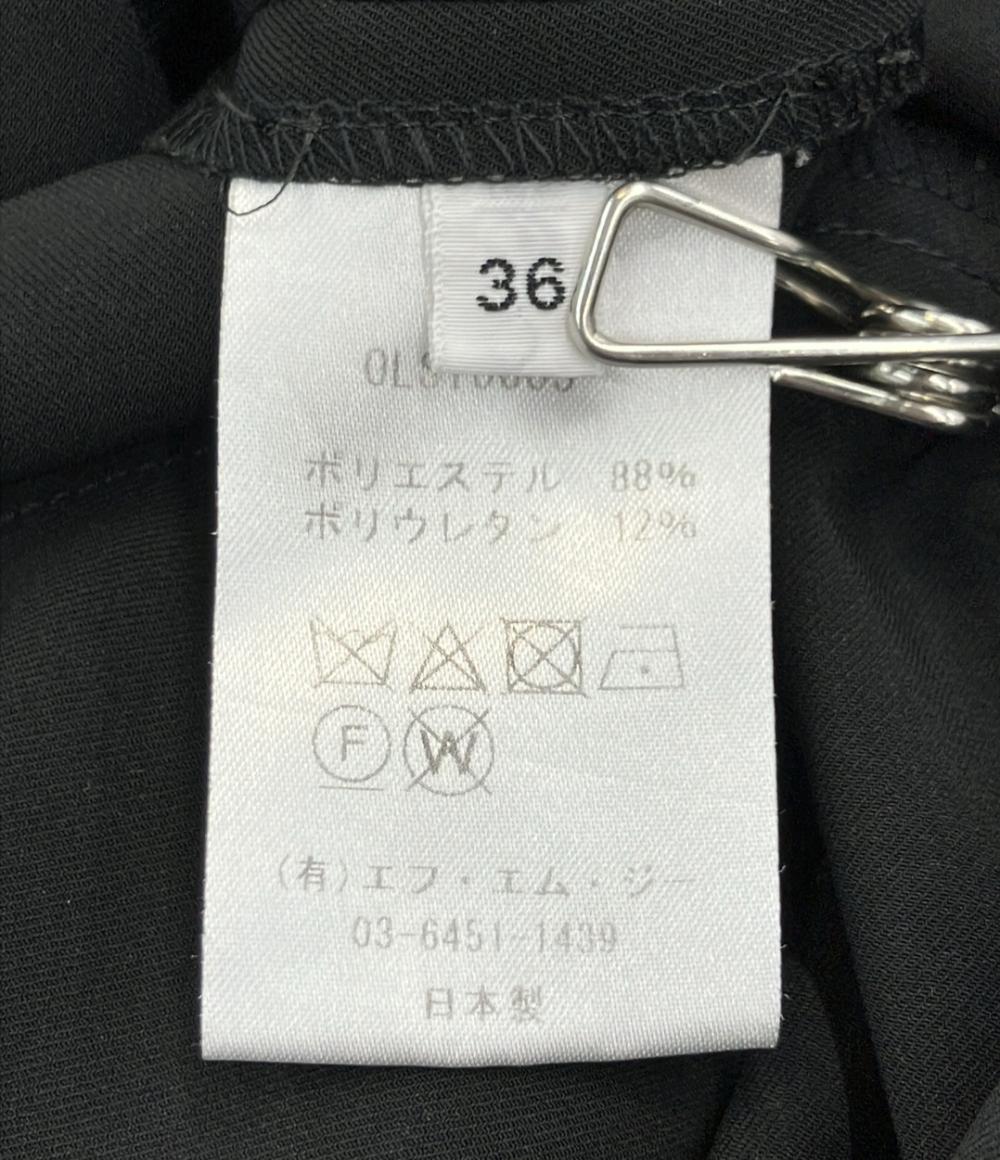 36
ポリエステル 88%
ポリウレタン 12%
F W
(有)エフ・エム・ジー
03-6451-1439
日本製